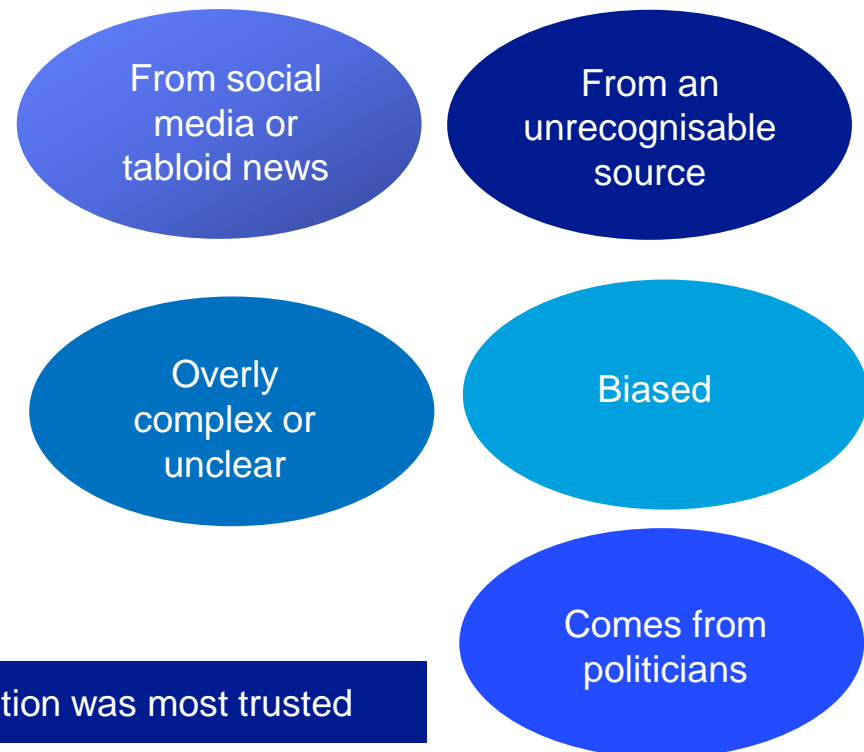 From social
media or
tabloid news
From an
unrecognisable
source
Overly
complex or
unclear
Biased
Comes from
politicians
tion was most trusted